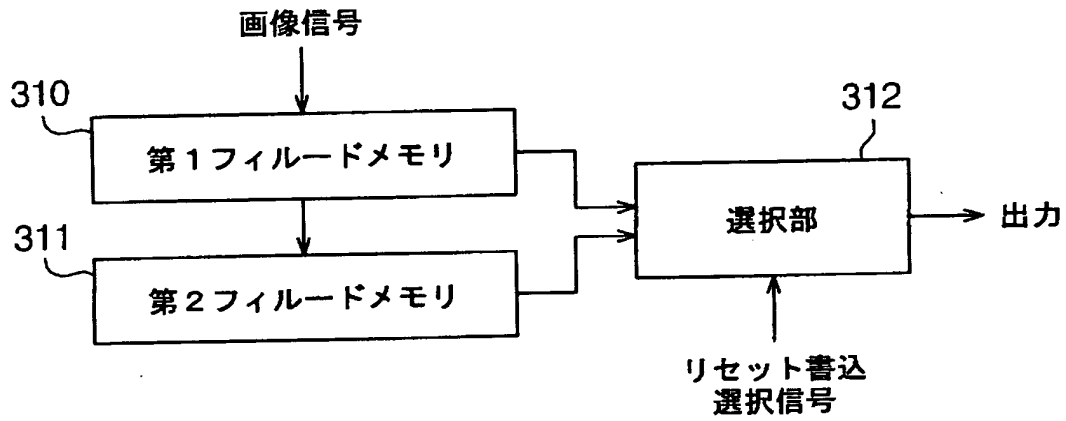 画像信号
310
第1フィルードメモリ
312
選択部
出力
311
第2フィルードメモリ
リセット書込
選択信号